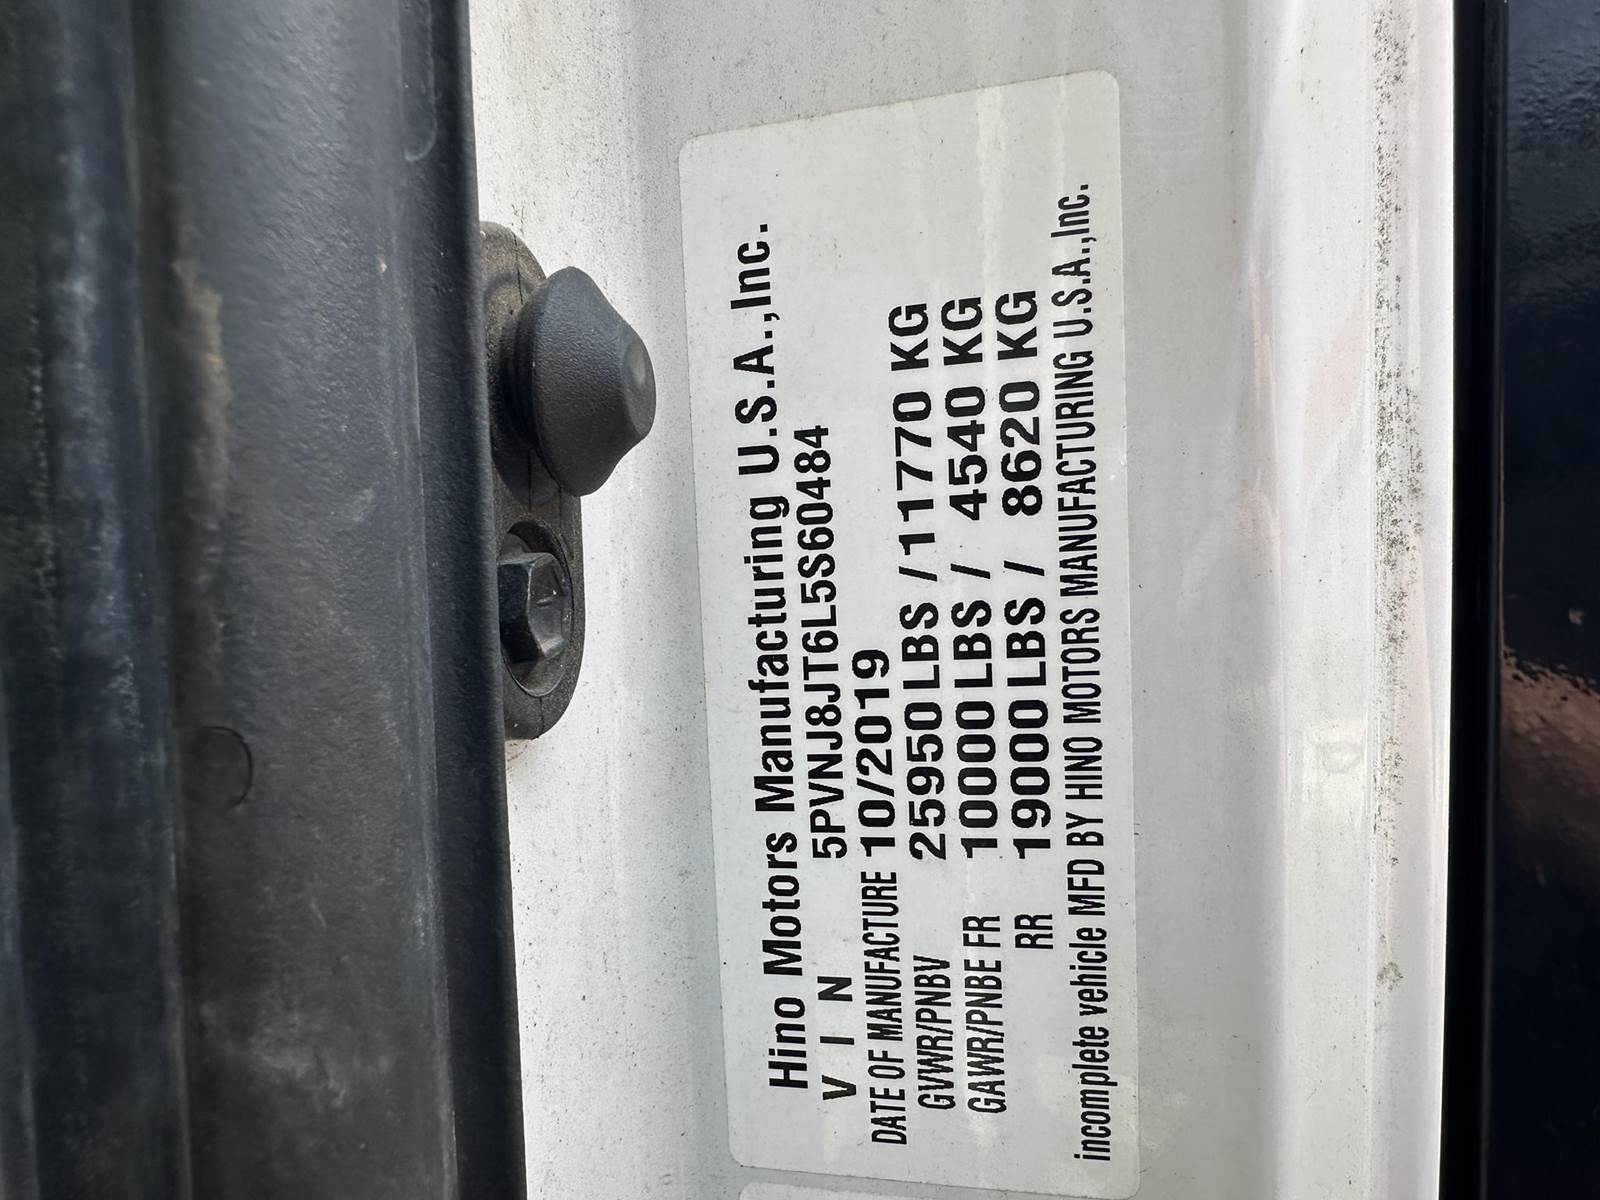 Hino Motors Manufacturing U.S.A.,Inc.
V I N 5PVNJ8JT6L5S60484
DATE OF MANUFACTURE 10/2019
GVWR/PNBV 25950 LBS / 11770 KG
GAWR/PNBE FR 10000 LBS / 4540 KG
RR 19000 LBS / 8620 KG
incomplete vehicle MFD BY HINO MOTORS MANUFACTURING U.S.A.,Inc.